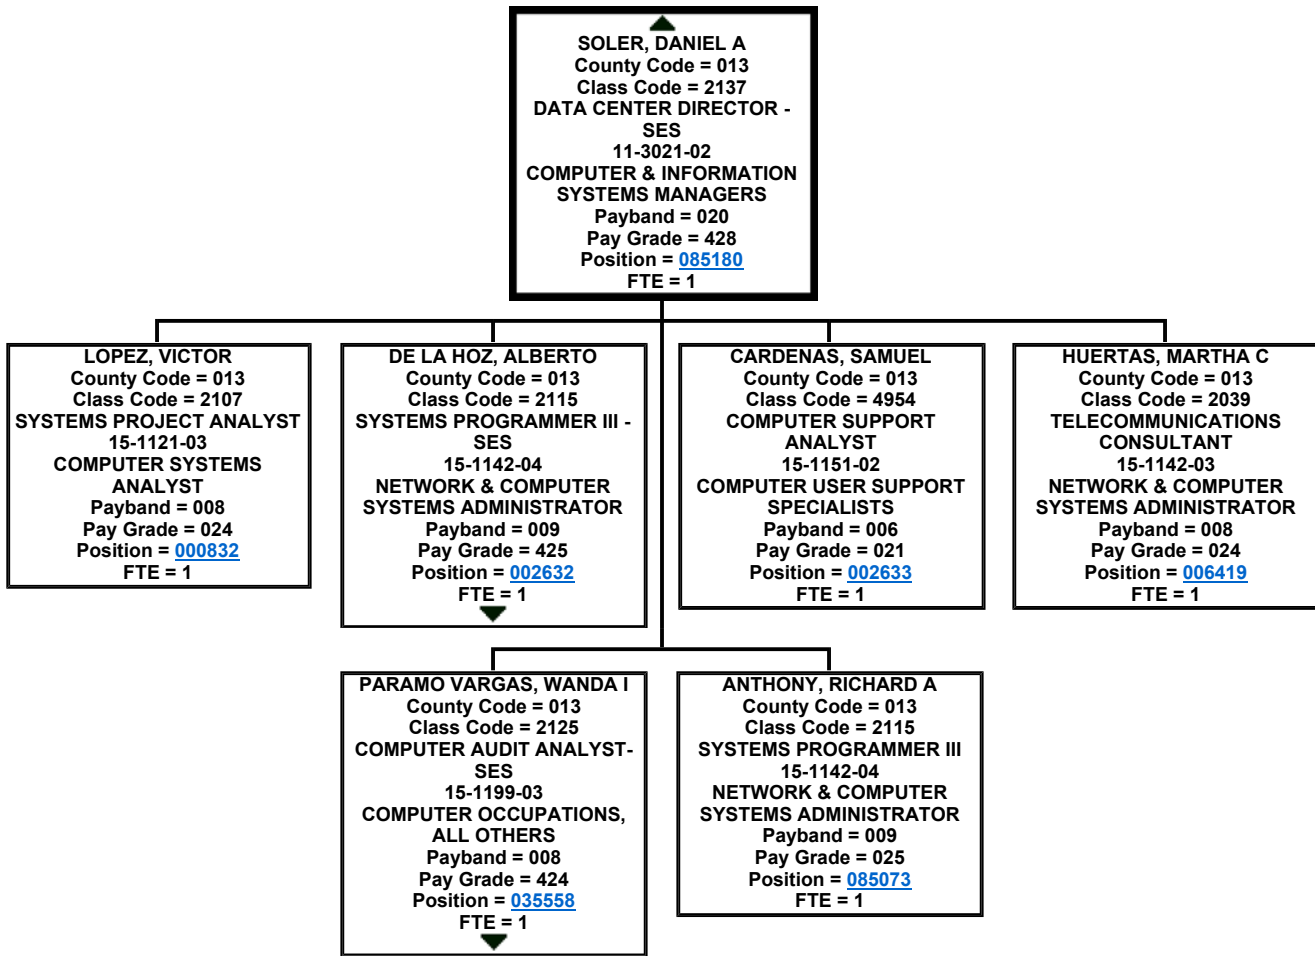 SOLER, DANIEL A
County Code = 013
Class Code = 2137
DATA CENTER DIRECTOR -
SES
11-3021-02
COMPUTER & INFORMATION
SYSTEMS MANAGERS
Payband = 020
Pay Grade = 428
Position = 085180
FTE = 1
LOPEZ, VICTOR
County Code = 013
Class Code = 2107
SYSTEMS PROJECT ANALYST
15-1121-03
COMPUTER SYSTEMS
ANALYST
Payband = 008
Pay Grade = 024
Position = 000832
FTE = 1
DE LA HOZ, ALBERTO
County Code = 013
Class Code = 2115
SYSTEMS PROGRAMMER III -
SES
15-1142-04
NETWORK & COMPUTER
SYSTEMS ADMINISTRATOR
Payband = 009
Pay Grade = 425
Position = 002632
FTE = 1
CARDENAS, SAMUEL
County Code = 013
Class Code = 4954
COMPUTER SUPPORT
ANALYST
15-1151-02
COMPUTER USER SUPPORT
SPECIALISTS
Payband = 006
Pay Grade = 021
Position = 002633
FTE = 1
HUERTAS, MARTHA C
County Code = 013
Class Code = 2039
TELECOMMUNICATIONS
CONSULTANT
15-1142-03
NETWORK & COMPUTER
SYSTEMS ADMINISTRATOR
Payband = 008
Pay Grade = 024
Position = 006419
FTE = 1
PARAMO VARGAS, WANDA I
County Code = 013
Class Code = 2125
COMPUTER AUDIT ANALYST-
SES
15-1199-03
COMPUTER OCCUPATIONS,
ALL OTHERS
Payband = 008
Pay Grade = 424
Position = 035558
FTE = 1
ANTHONY, RICHARD A
County Code = 013
Class Code = 2115
SYSTEMS PROGRAMMER III
15-1142-04
NETWORK & COMPUTER
SYSTEMS ADMINISTRATOR
Payband = 009
Pay Grade = 025
Position = 085073
FTE = 1